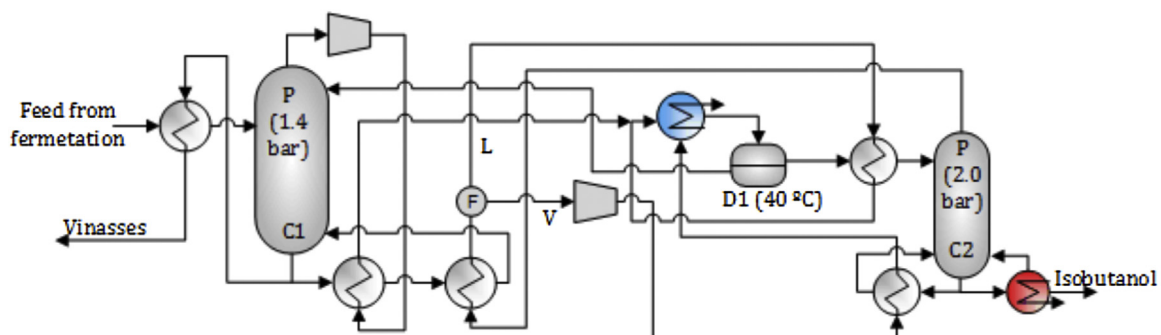 Feed from
fermetation
P
(1.4
bar)
C1
Vinasses
L
F
V
D1 (40 ºC)
P
(2.0
bar)
C2
Isobutanol